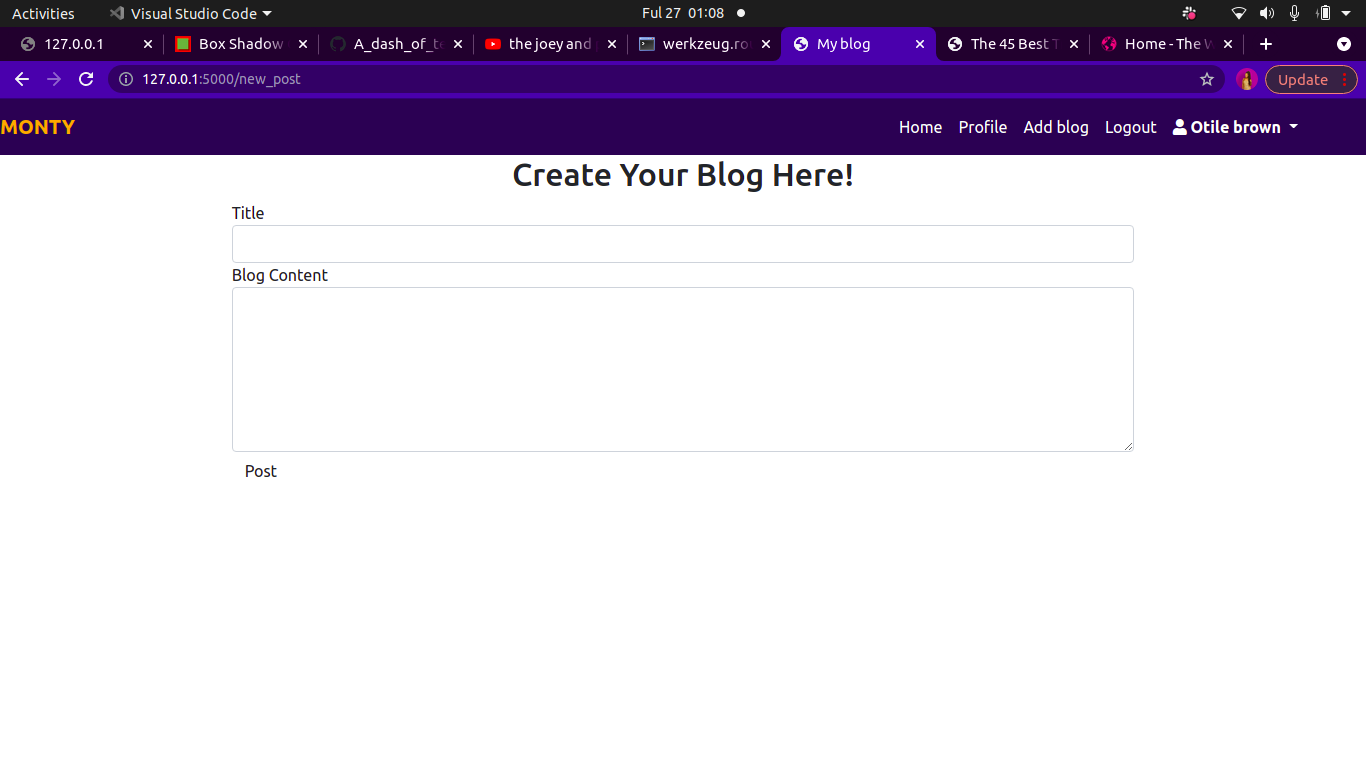 Activities Visual Studio Code Ful 27 01:08
127.0.0.1 Box Shadow A_dash_of_te the joey and werkzeug.rou My blog The 45 Best T Home - The W
127.0.0.1:5000/new_post Update
MONTY Home Profile Add blog Logout Otile brown
Create Your Blog Here!
Title
Blog Content
Post